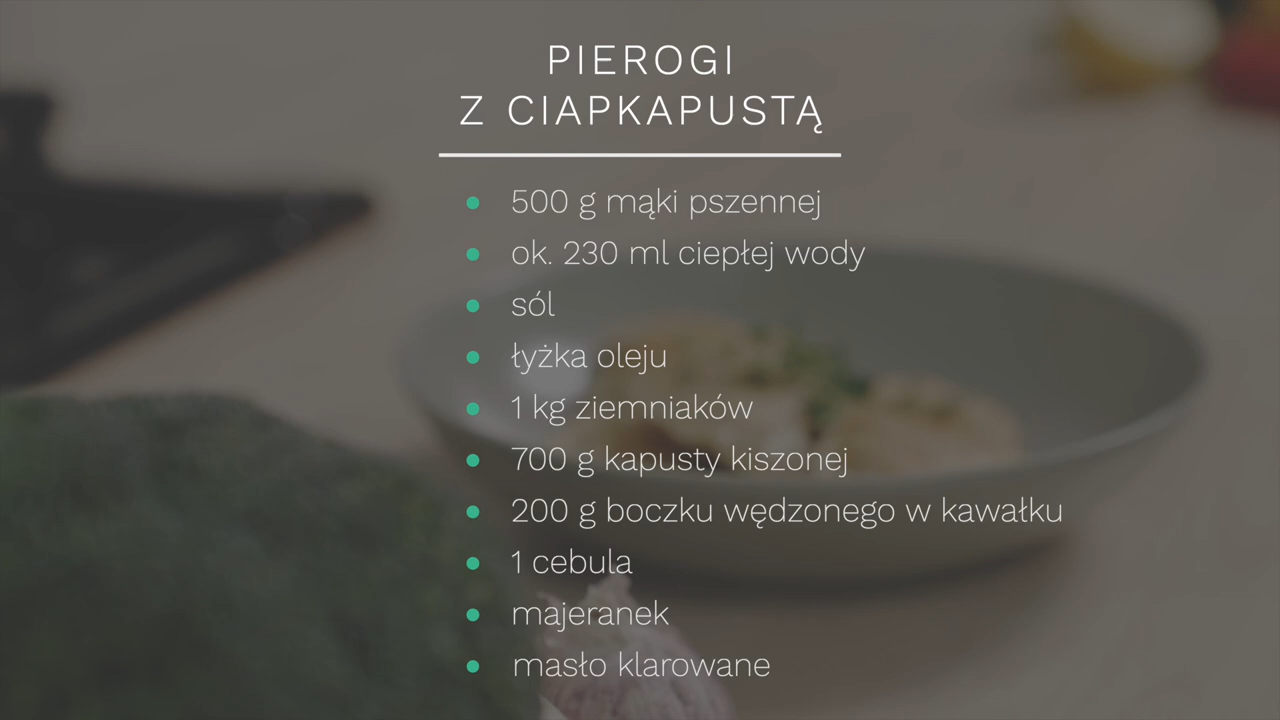 PIEROGI
Z CIAPKAPUSTĄ
500 g mąki pszennej
ok. 230 ml ciepłej wody
sól
łyżka oleju
1 kg ziemniaków
700 g kapusty kiszonej
200 g boczku wędzonego w kawałku
1 cebula
majeranek
masło klarowane